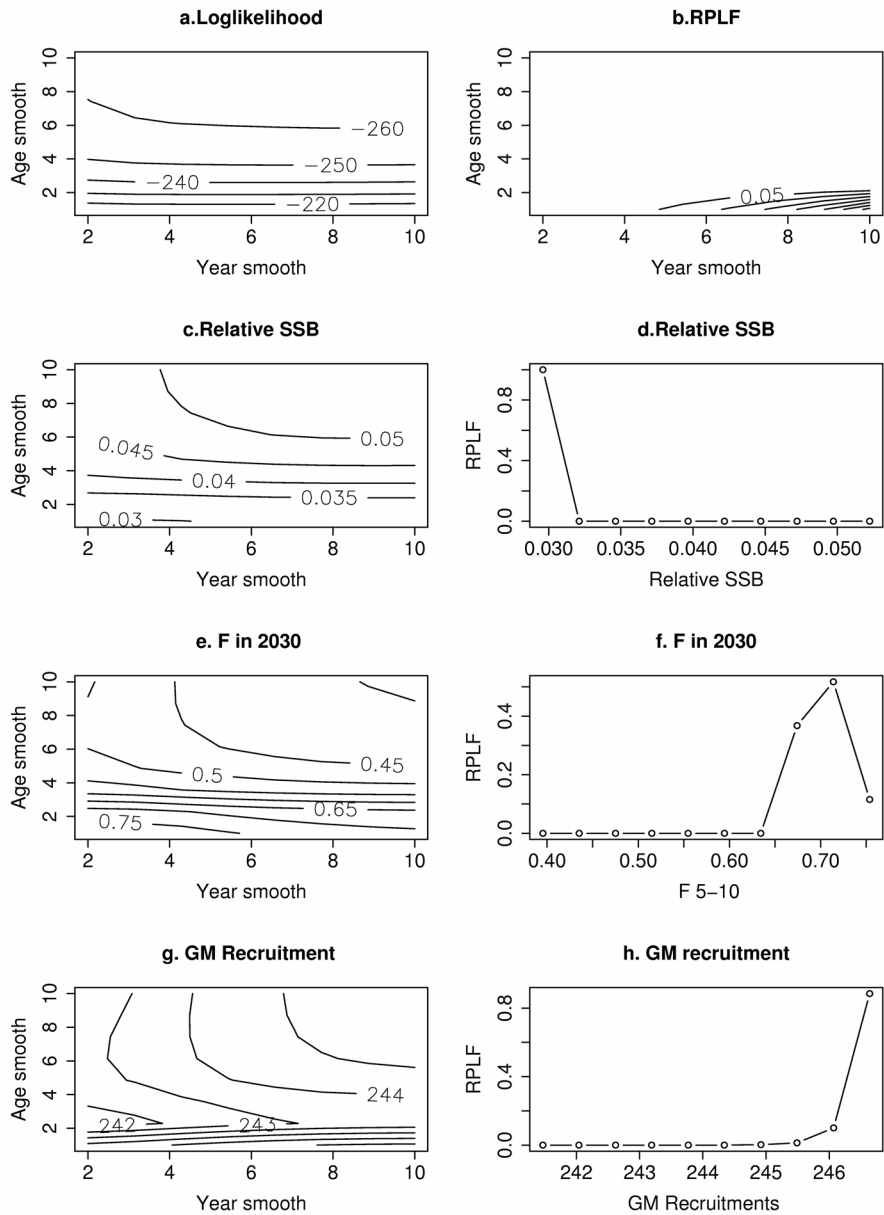 a.Loglikelihood
Age smooth
2 4 6 8 10
−260
−250
−240
−220
2 4 6 8 10
Year smooth
b.RPLF
Age smooth
2 4 6 8 10
0.05
2 4 6 8 10
Year smooth
c.Relative SSB
Age smooth
2 4 6 8 10
0.05
0.045
0.04
0.035
0.03
2 4 6 8 10
Year smooth
d.Relative SSB
RPLF
0.0 0.4 0.8
0.030 0.035 0.040 0.045 0.050
Relative SSB
e. F in 2030
Age smooth
2 4 6 8 10
0.45
0.5
0.65
0.75
2 4 6 8 10
Year smooth
f. F in 2030
RPLF
0.0 0.2 0.4
0.40 0.50 0.60 0.70
F 5−10
g. GM Recruitment
Age smooth
2 4 6 8 10
244
242
243
2 4 6 8 10
Year smooth
h. GM recruitment
RPLF
0.0 0.4 0.8
242 243 244 245 246
GM Recruitments